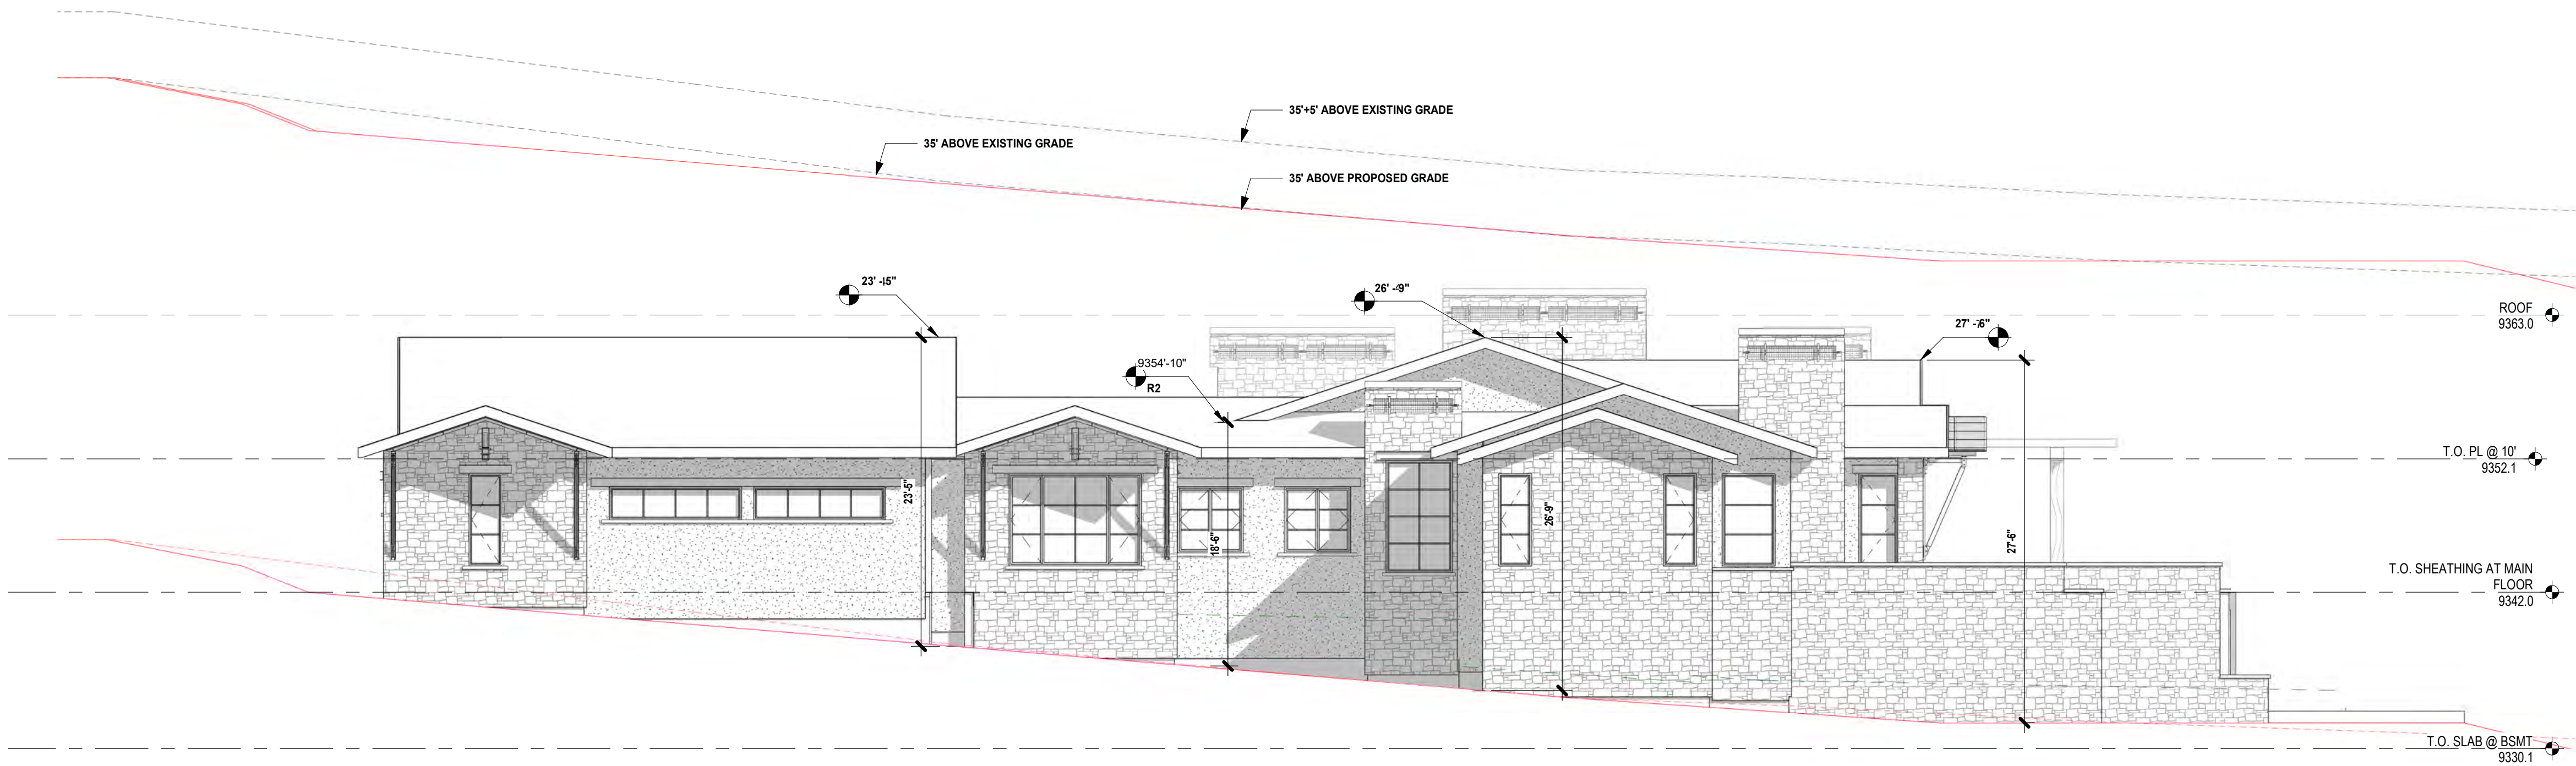 35'+5' ABOVE EXISTING GRADE
35' ABOVE EXISTING GRADE
35' ABOVE PROPOSED GRADE
23' -5"
26' -9"
27' -6"
ROOF
9363.0
9354'-10"
R2
T.O. PL @ 10'
9352.1
23'-5"
18'-6"
26'-9"
27'-6"
T.O. SHEATHING AT MAIN
FLOOR
9342.0
T.O. SLAB @ BSMT
9330.1